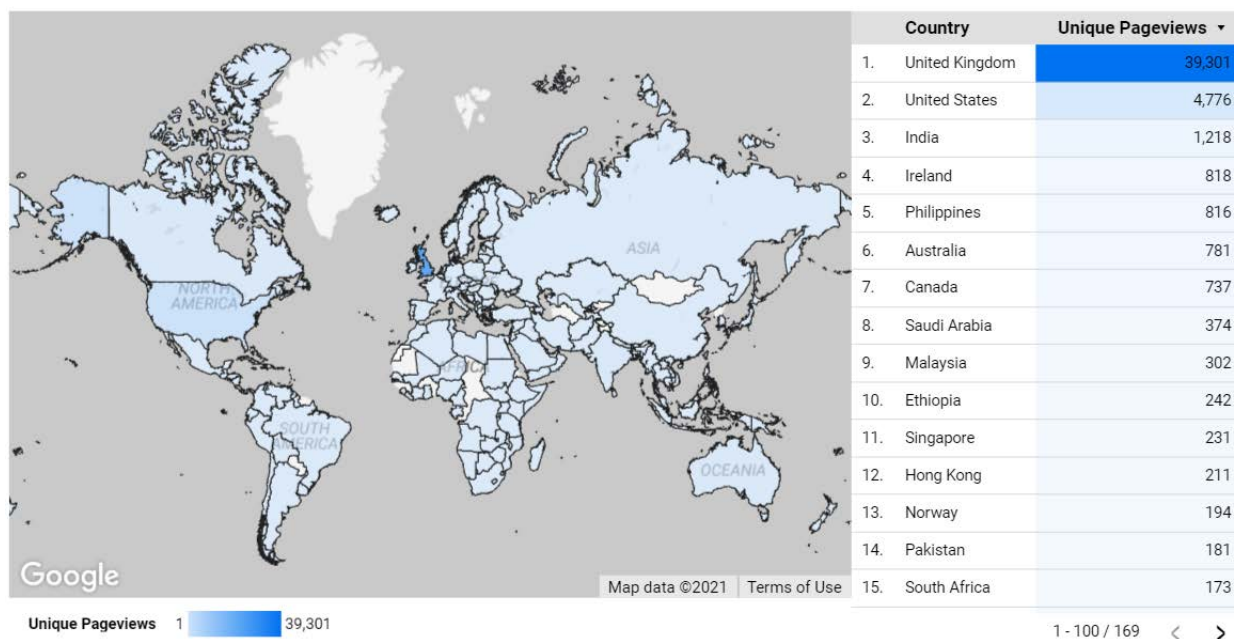 NORTH
AMERICA
SOUTH
AMERICA
AFRICA
ASIA
OCEANIA
Google
Map data ©2021 Terms of Use
Unique Pageviews 1 39,301
Country Unique Pageviews
1. United Kingdom 39,301
2. United States 4,776
3. India 1,218
4. Ireland 818
5. Philippines 816
6. Australia 781
7. Canada 737
8. Saudi Arabia 374
9. Malaysia 302
10. Ethiopia 242
11. Singapore 231
12. Hong Kong 211
13. Norway 194
14. Pakistan 181
15. South Africa 173
1 - 100 / 169 < >